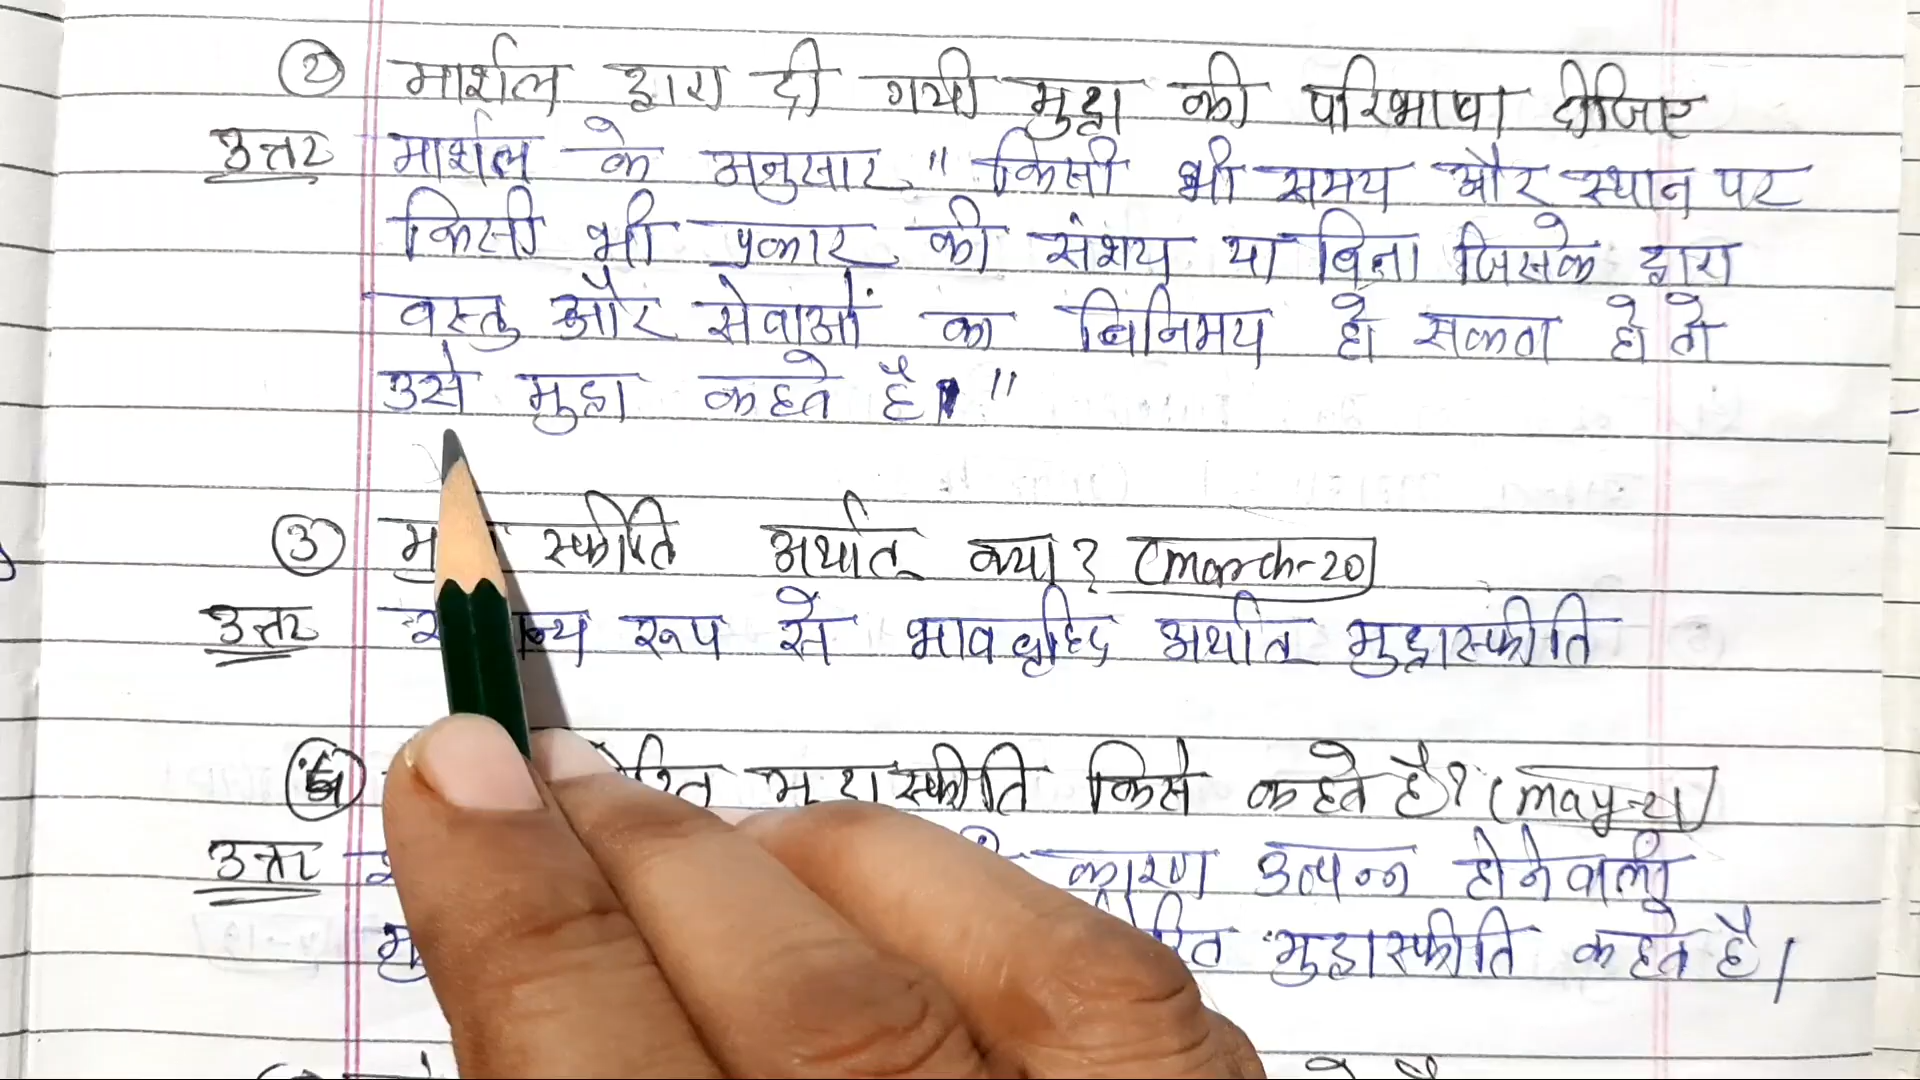 ② मार्शल द्वारा दी गयी मुद्रा की परिभाषा दीजिए
उत्तर मार्शल के अनुसार " किसी भी समय और स्थान पर
किसी भी प्रकार की संशय या बिना जिसके द्वारा
वस्तु और सेवाओं का विनिमय हो सकता हो तो
उसे मुद्रा कहते है। "
③ स्फीति अर्थात क्या? (March-20)
उत्तर रूप से भाववृद्धि अर्थात मुद्रास्फीति
मुद्रास्फीति किसे कहते है? (May-21)
उत्तर कारण उत्पन्न होनेवाली
मुद्रास्फीति कहते है।